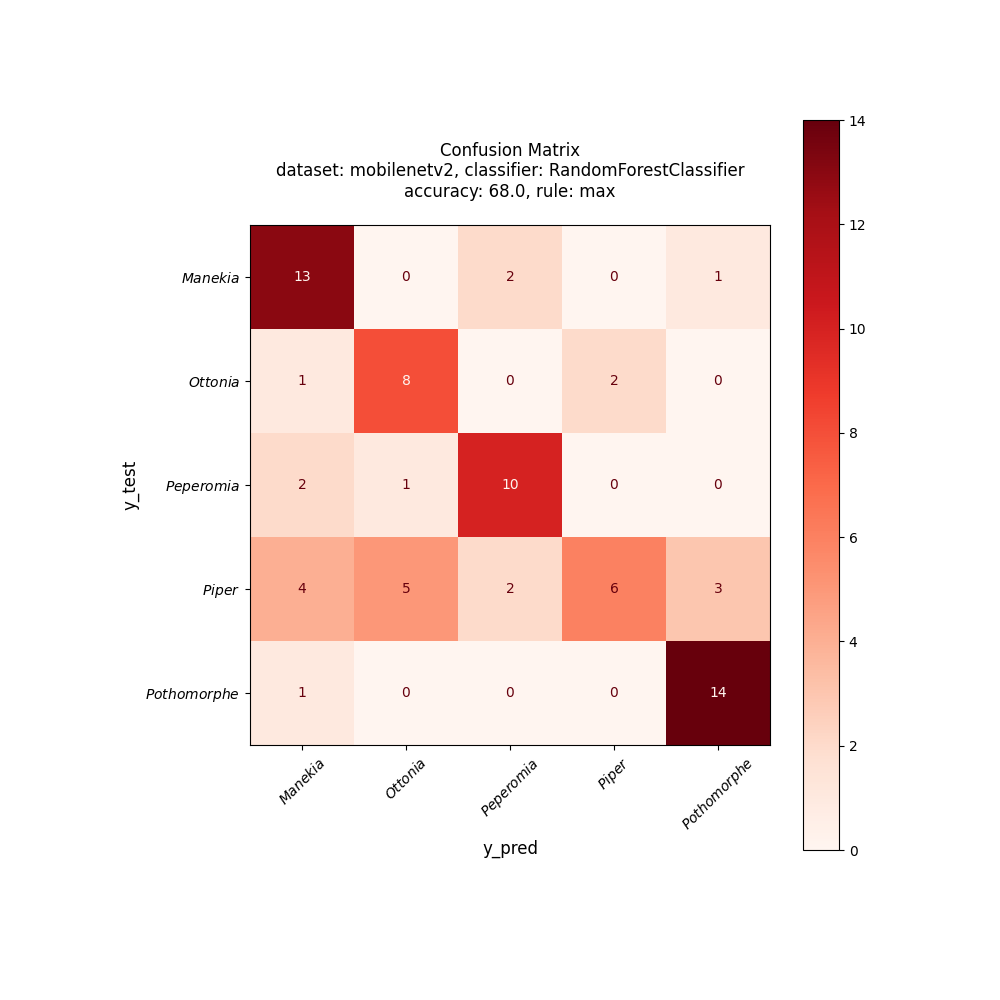 Confusion Matrix
dataset: mobilenetv2, classifier: RandomForestClassifier
accuracy: 68.0, rule: max
y_test
Manekia 13 0 2 0 1
Ottonia 1 8 0 2 0
Peperomia 2 1 10 0 0
Piper 4 5 2 6 3
Pothomorphe 1 0 0 0 14
Manekia Ottonia Peperomia Piper Pothomorphe
y_pred
14
12
10
8
6
4
2
0